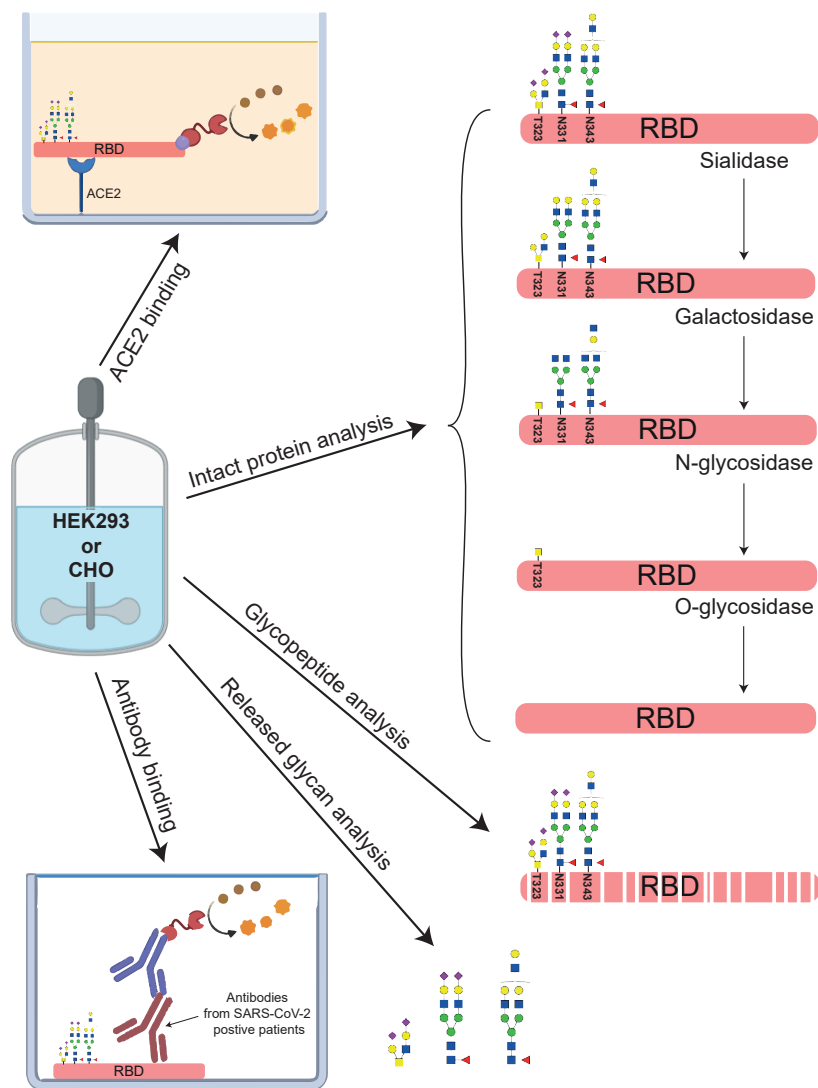 RBD
ACE2
ACE2 binding
HEK293
or
CHO
Intact protein analysis
Glycopeptide analysis
Released glycan analysis
Antibody binding
T323
N331
N343
RBD
Sialidase
T323
N331
N343
RBD
Galactosidase
T323
N331
N343
RBD
N-glycosidase
T323
RBD
O-glycosidase
RBD
T323
N331
N343
RBD
Antibodies
from SARS-CoV-2
postive patients
RBD